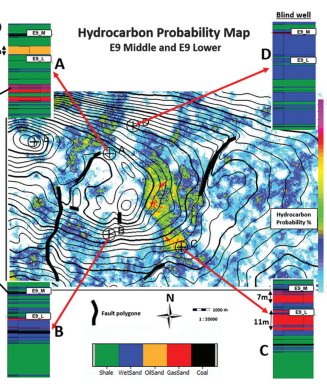 Hydrocarbon Probability Map
E9 Middle and E9 Lower
Blind well
E9_M
E9_L
A
D
E9_M
E9_L
A
D
B
C
Hydrocarbon
Probability %
E9_M
E9_L
B
Fault polygone
N
1000 m
1 : 35000
E9_M
7m
E9_L
11m
C
Shale WetSand OilSand GasSand Coal